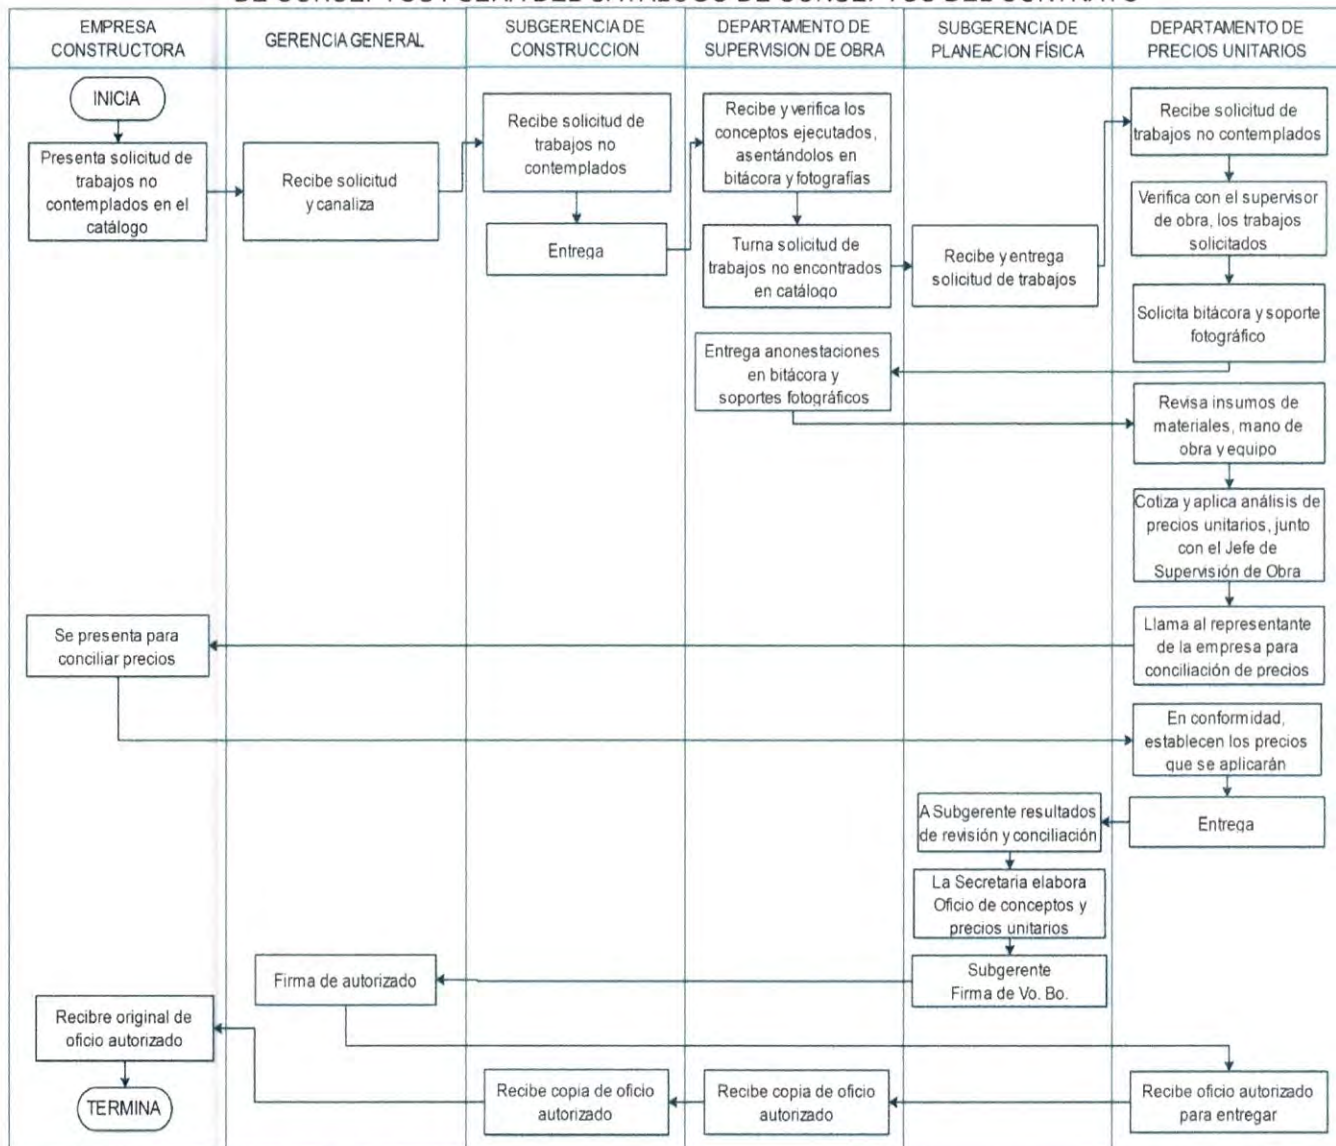 DE CONCEPTOS FUERA DEL CATÁLOGO DE CONCEPTOS DEL CONTRATO
EMPRESA
CONSTRUCTORA
GERENCIA GENERAL
SUBGERENCIA DE
CONSTRUCCION
DEPARTAMENTO DE
SUPERVISION DE OBRA
SUBGERENCIA DE
PLANEACION FÍSICA
DEPARTAMENTO DE
PRECIOS UNITARIOS
INICIA
Presenta solicitud de
trabajos no
contemplados en el
catálogo
Recibe solicitud
y canaliza
Recibe solicitud de
trabajos no
contemplados
Entrega
Recibe y verifica los
conceptos ejecutados,
asentándolos en
bitácora y fotografías
Turna solicitud de
trabajos no encontrados
en catálogo
Recibe y entrega
solicitud de trabajos
Recibe solicitud de
trabajos no contemplados
Verifica con el supervisor
de obra, los trabajos
solicitados
Solicita bitácora y soporte
fotográfico
Entrega anonestaciones
en bitácora y
soportes fotográficos
Revisa insumos de
materiales, mano de
obra y equipo
Cotiza y aplica análisis de
precios unitarios, junto
con el Jefe de
Supervisión de Obra
Llama al representante
de la empresa para
conciliación de precios
Se presenta para
conciliar precios
En conformidad,
establecen los precios
que se aplicarán
Entrega
A Subgerente resultados
de revisión y conciliación
La Secretaria elabora
Oficio de conceptos y
precios unitarios
Subgerente
Firma de Vo. Bo.
Firma de autorizado
Recibe oficio autorizado
para entregar
Recibe copia de oficio
autorizado
Recibe copia de oficio
autorizado
Recibre original de
oficio autorizado
TERMINA